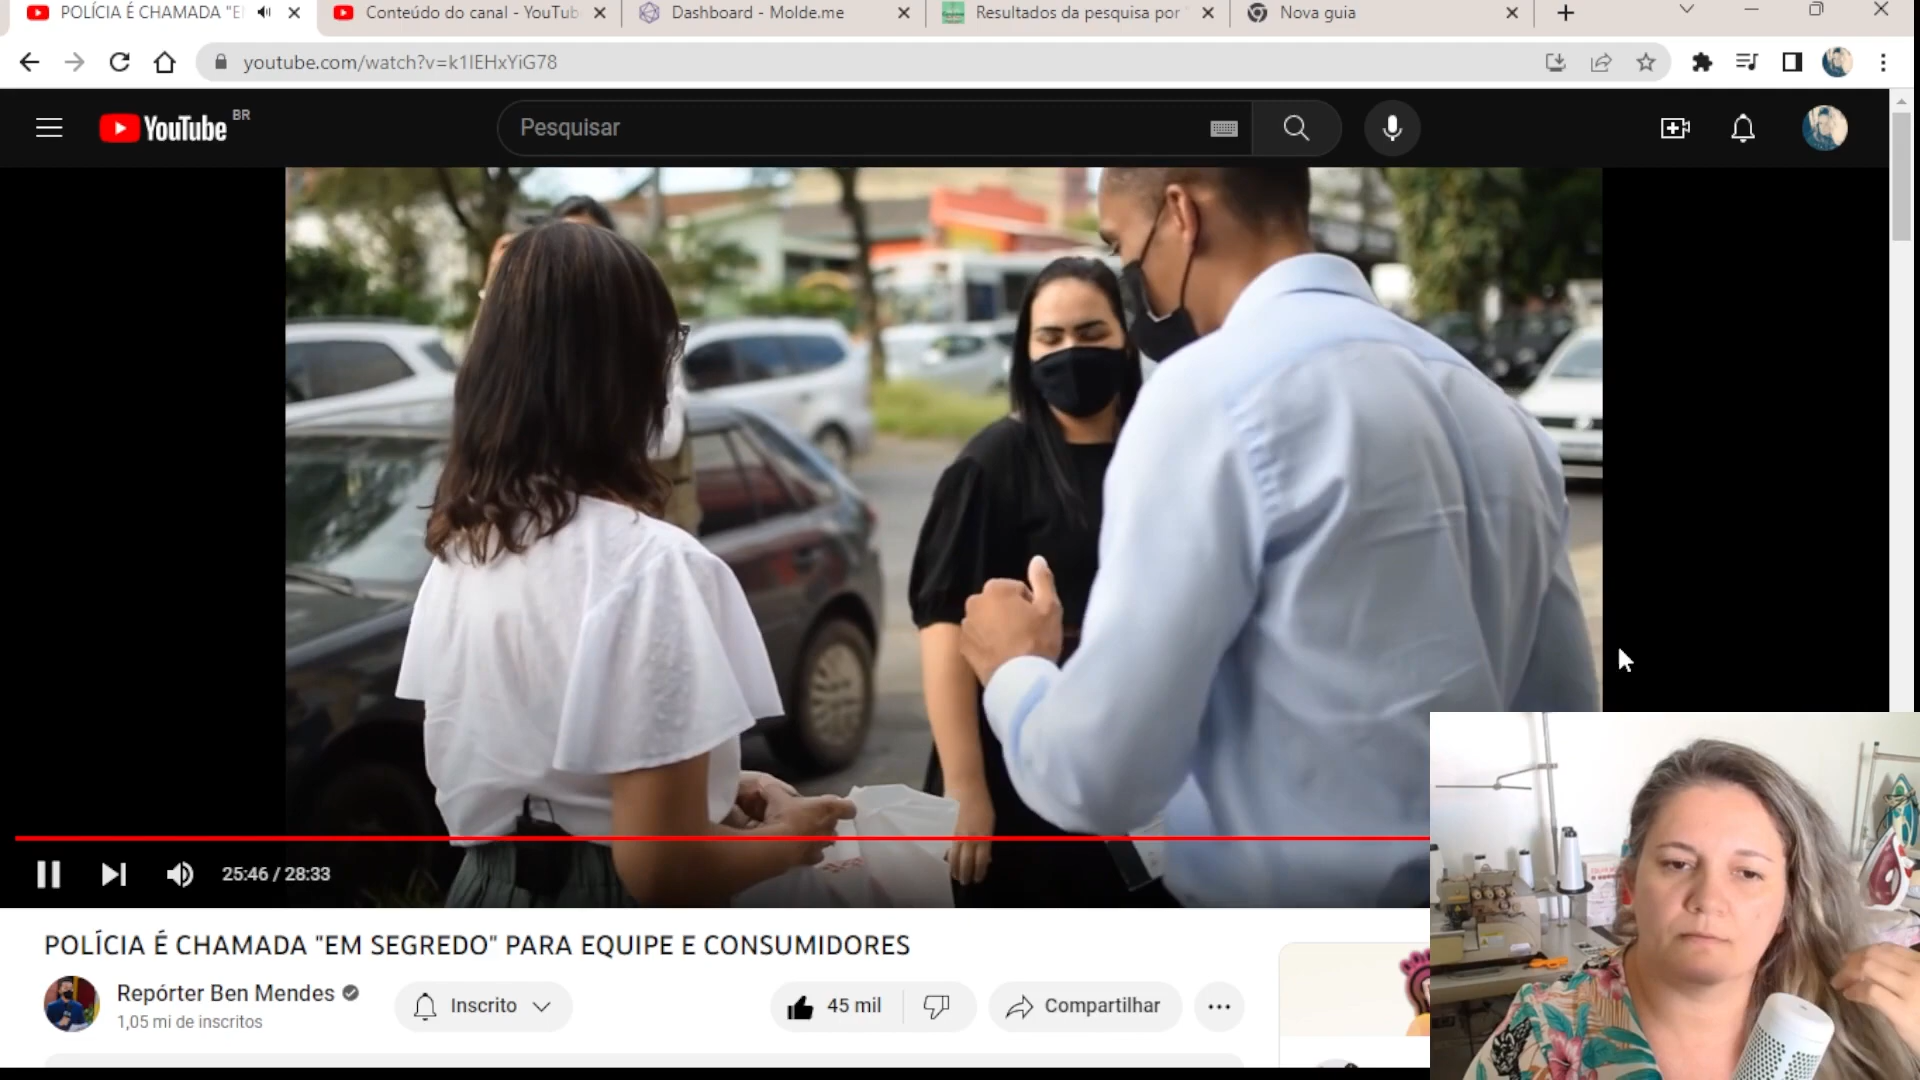 POLÍCIA É CHAMADA "E
Conteúdo do canal - YouTub
Dashboard - Molde.me
Resultados da pesquisa por
Nova guia
youtube.com/watch?v=k1lEHxYiG78
YouTube BR
Pesquisar
25:46 / 28:33
POLÍCIA É CHAMADA "EM SEGREDO" PARA EQUIPE E CONSUMIDORES
Repórter Ben Mendes
1,05 mi de inscritos
Inscrito
45 mil
Compartilhar